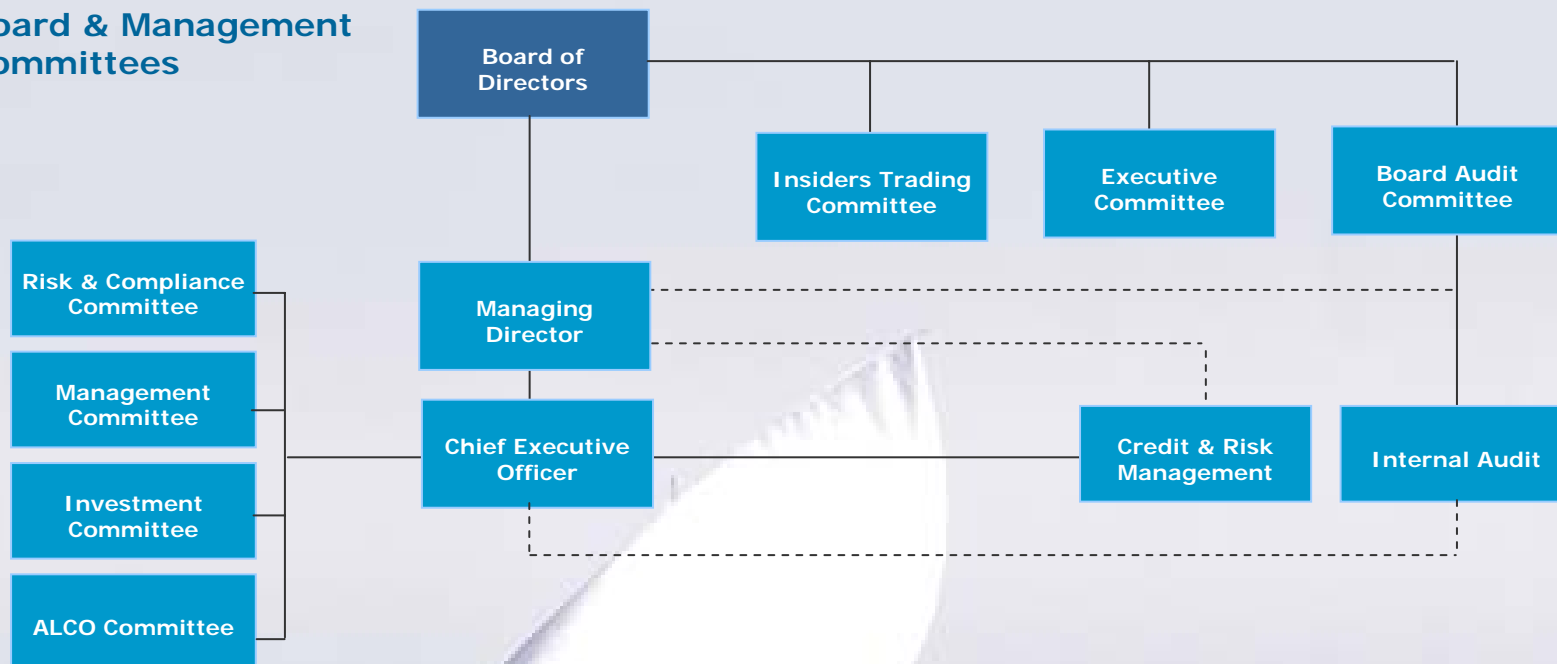 oard & Management
ommittees
Board of
Directors
Insiders Trading
Committee
Executive
Committee
Board Audit
Committee
Risk & Compliance
Committee
Managing
Director
Management
Committee
Chief Executive
Officer
Credit & Risk
Management
Internal Audit
Investment
Committee
ALCO Committee